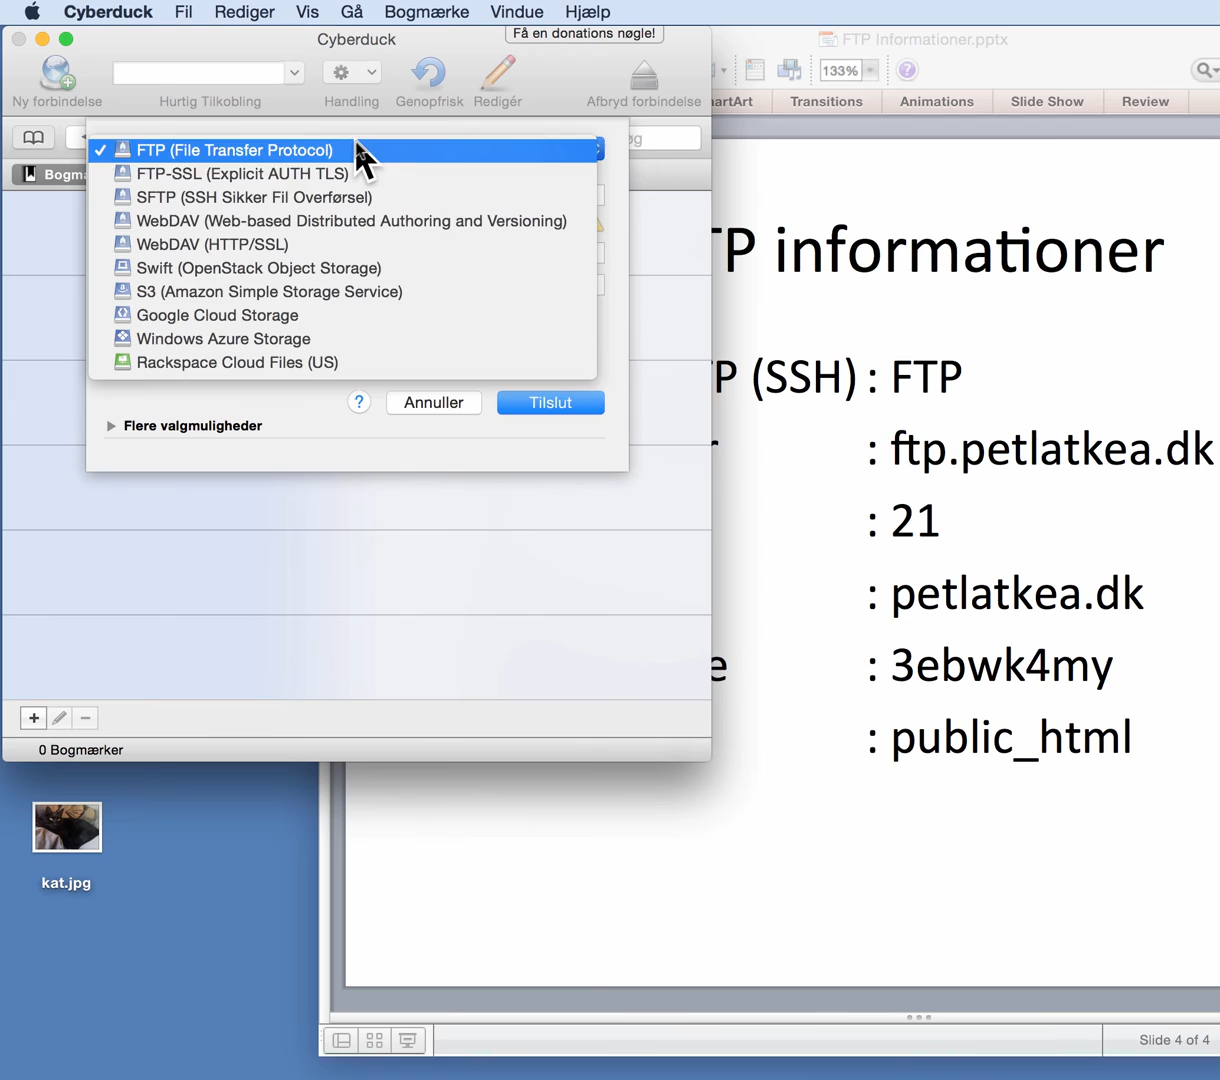 Cyberduck Fil Rediger Vis Gå Bogmærke Vindue Hjælp
Cyberduck
Få en donations nøgle!
Ny forbindelse
Hurtig Tilkobling
Handling
Genopfrisk
Redigér
Afbryd forbindelse
FTP (File Transfer Protocol)
FTP-SSL (Explicit AUTH TLS)
SFTP (SSH Sikker Fil Overførsel)
WebDAV (Web-based Distributed Authoring and Versioning)
WebDAV (HTTP/SSL)
Swift (OpenStack Object Storage)
S3 (Amazon Simple Storage Service)
Google Cloud Storage
Windows Azure Storage
Rackspace Cloud Files (US)
? Annuller Tilslut
Flere valgmuligheder
0 Bogmærker
kat.jpg
FTP Informationer.pptx
133%
?
artArt Transitions Animations Slide Show Review
TP informationer
P (SSH) : FTP
: ftp.petlatkea.dk
: 21
: petlatkea.dk
e : 3ebwk4my
: public_html
Slide 4 of 4